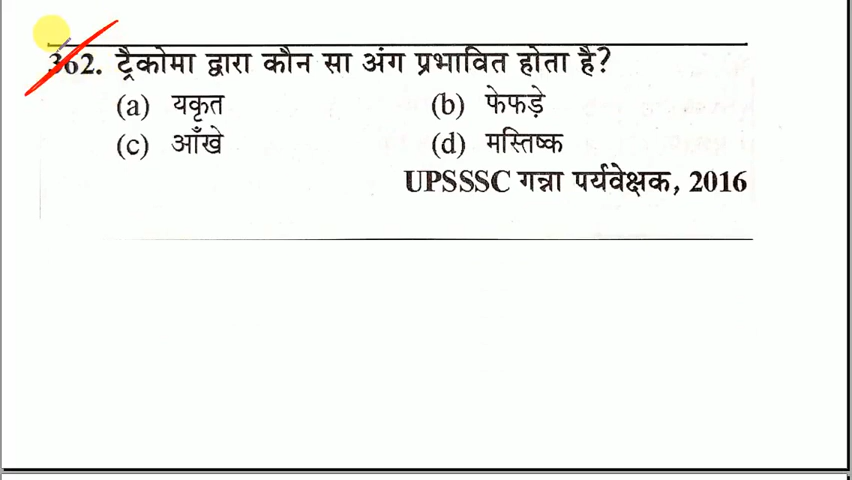 362. ट्रैकोमा द्वारा कौन सा अंग प्रभावित होता है?
(a) यकृत (b) फेफड़े
(c) आँखे (d) मस्तिष्क
UPSSSC गन्ना पर्यवेक्षक, 2016